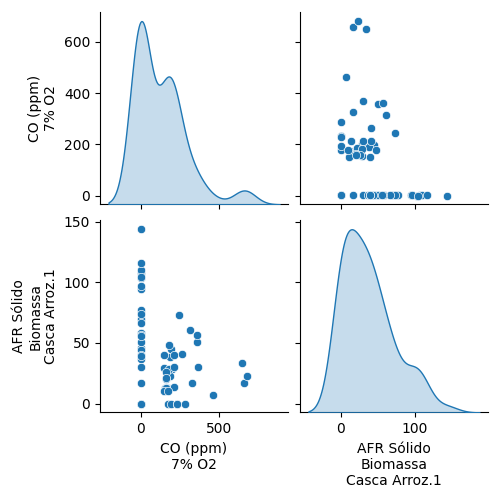 600
400
200
0
CO (ppm)
7% O2
150
100
50
0
AFR Sólido
Biomassa
Casca Arroz.1
0
500
CO (ppm)
7% O2
0
100
AFR Sólido
Biomassa
Casca Arroz.1